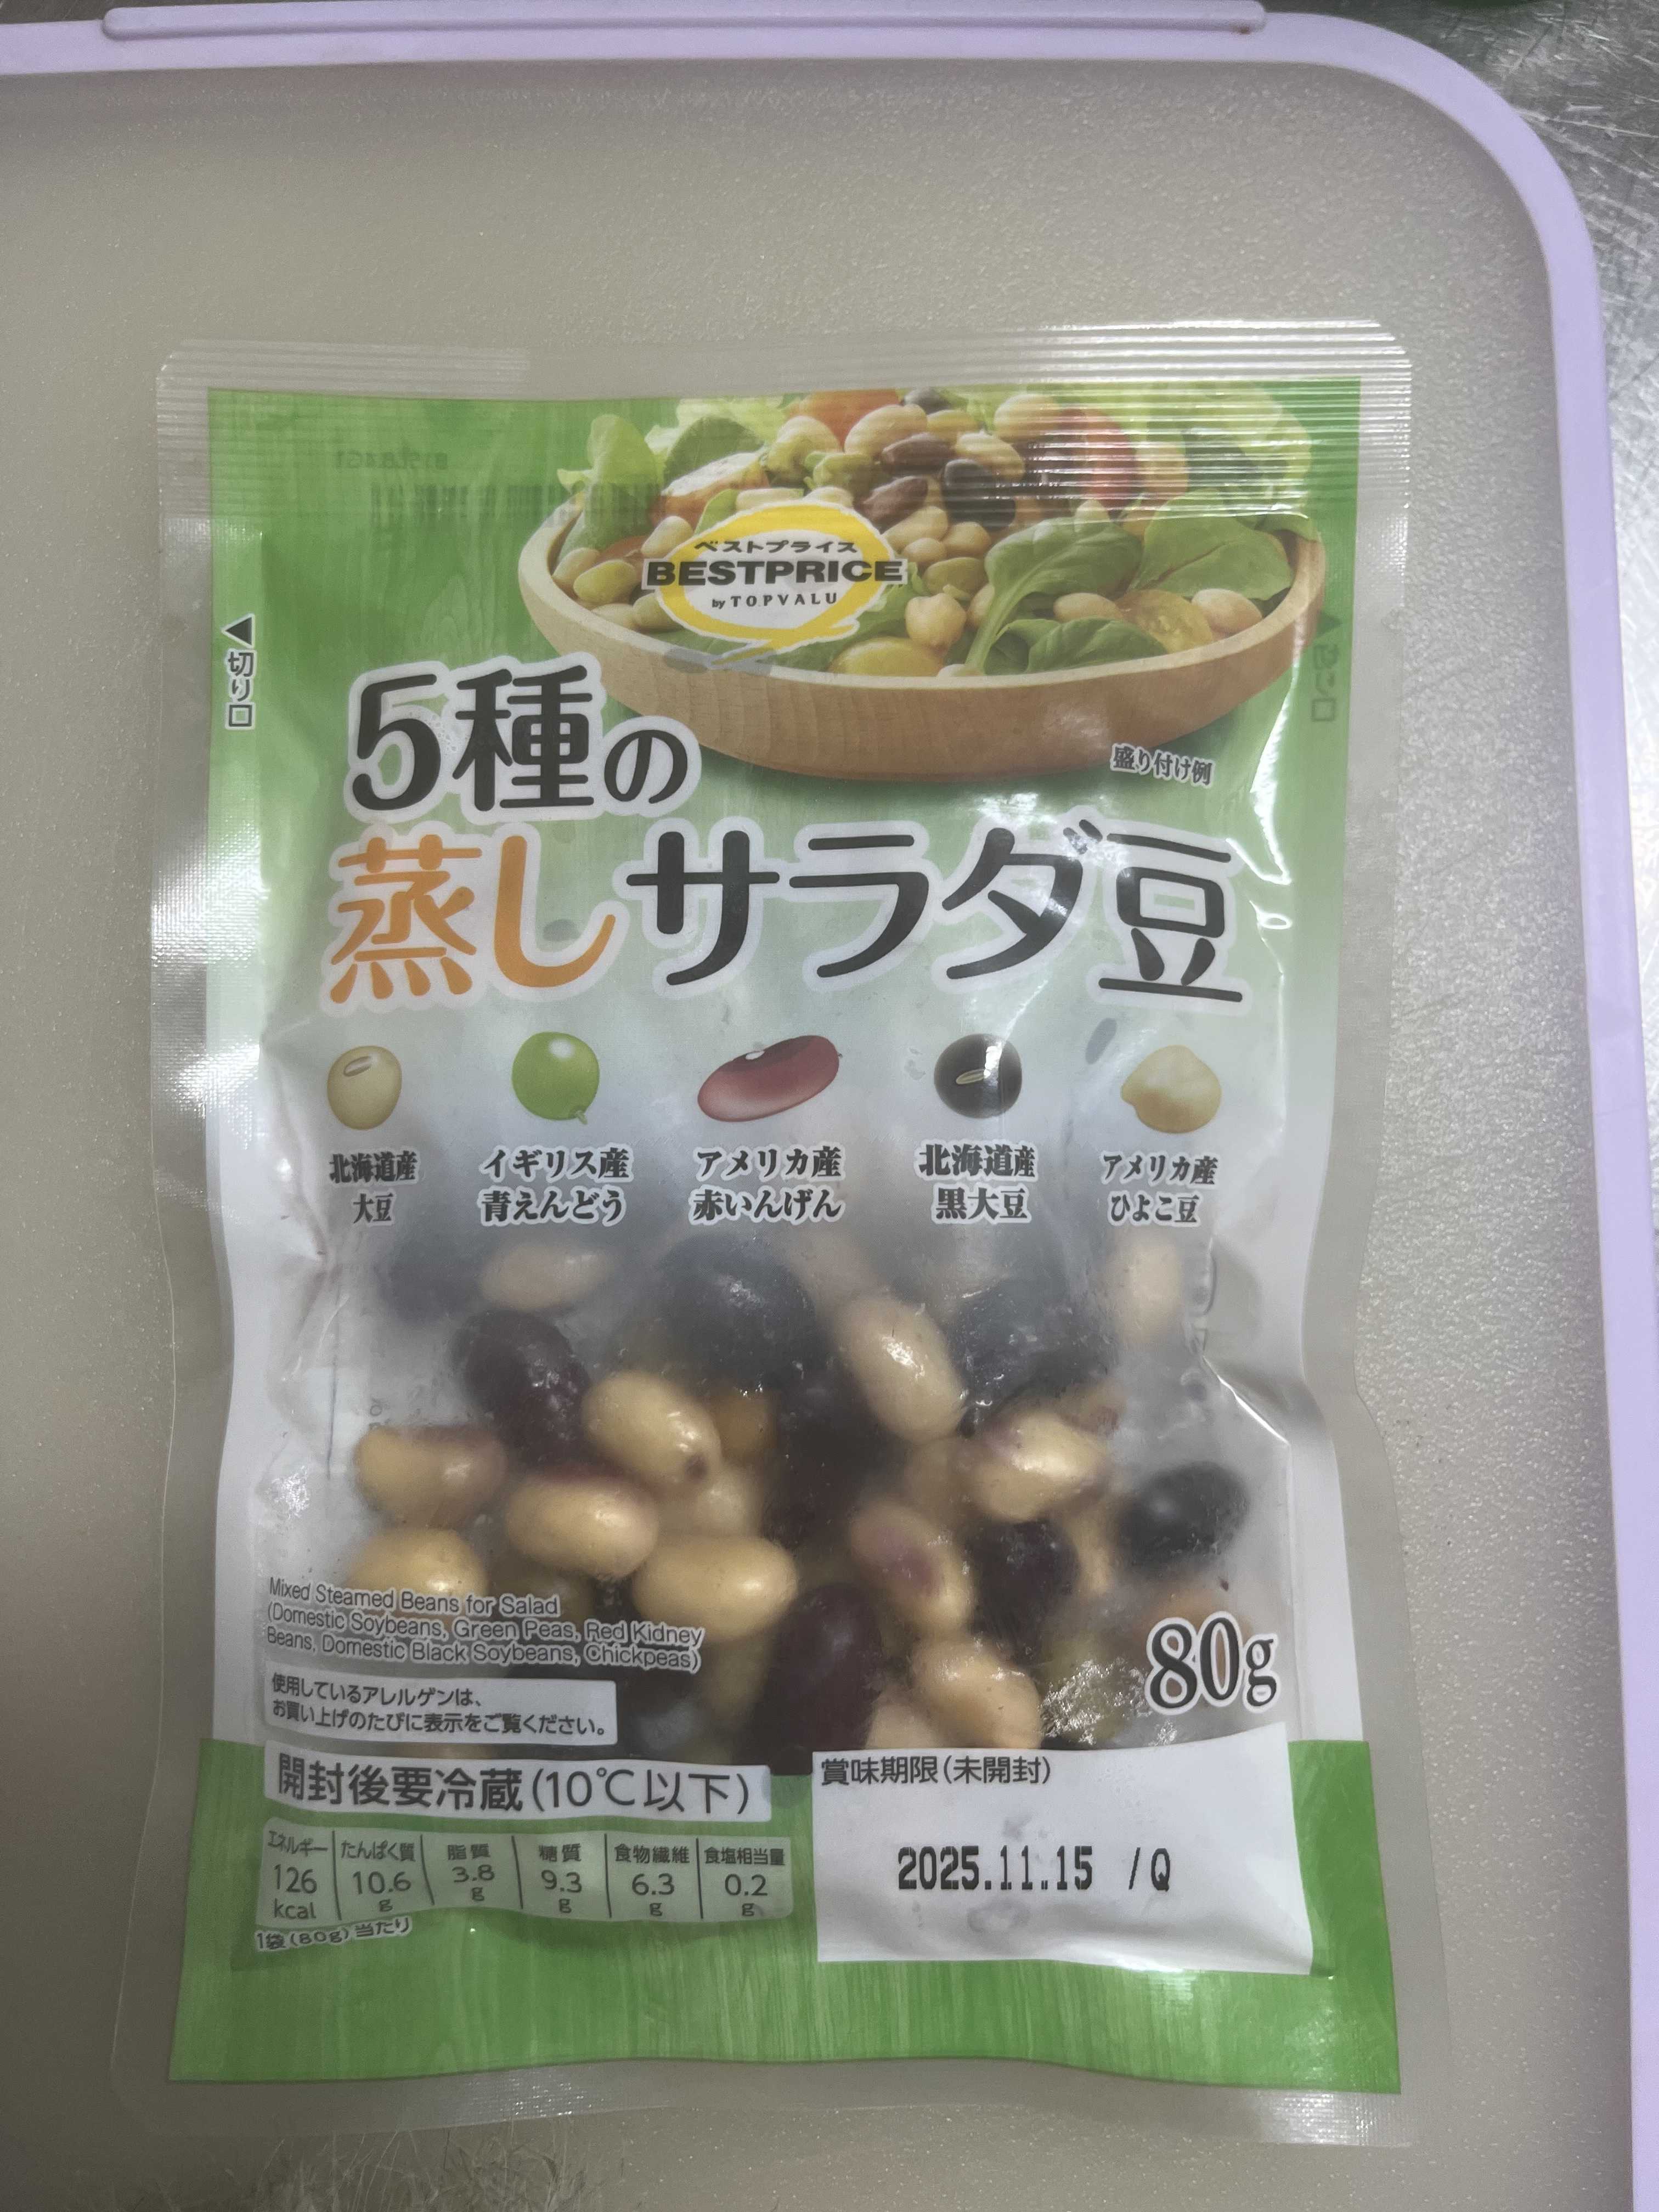 ベストプライス
BESTPRICE
by TOPVALU
切り口
5種の
盛り付け例
蒸しサラダ豆
北海道産
大豆
イギリス産
青えんどう
アメリカ産
赤いんげん
北海道産
黒大豆
アメリカ産
ひよこ豆
Mixed Steamed Beans for Salad
(Domestic Soybeans, Green Peas, Red Kidney
Beans, Domestic Black Soybeans, Chickpeas)
80g
使用しているアレルゲンは、
お買い上げのたびに表示をご覧ください。
開封後要冷蔵(10℃以下)
エネルギー
126
kcal
たんぱく質
10.6
g
脂質
3.8
g
糖質
9.3
g
食物繊維
6.3
g
食塩相当量
0.2
g
1袋(80g)当たり
賞味期限(未開封)
2025.11.15 /Q